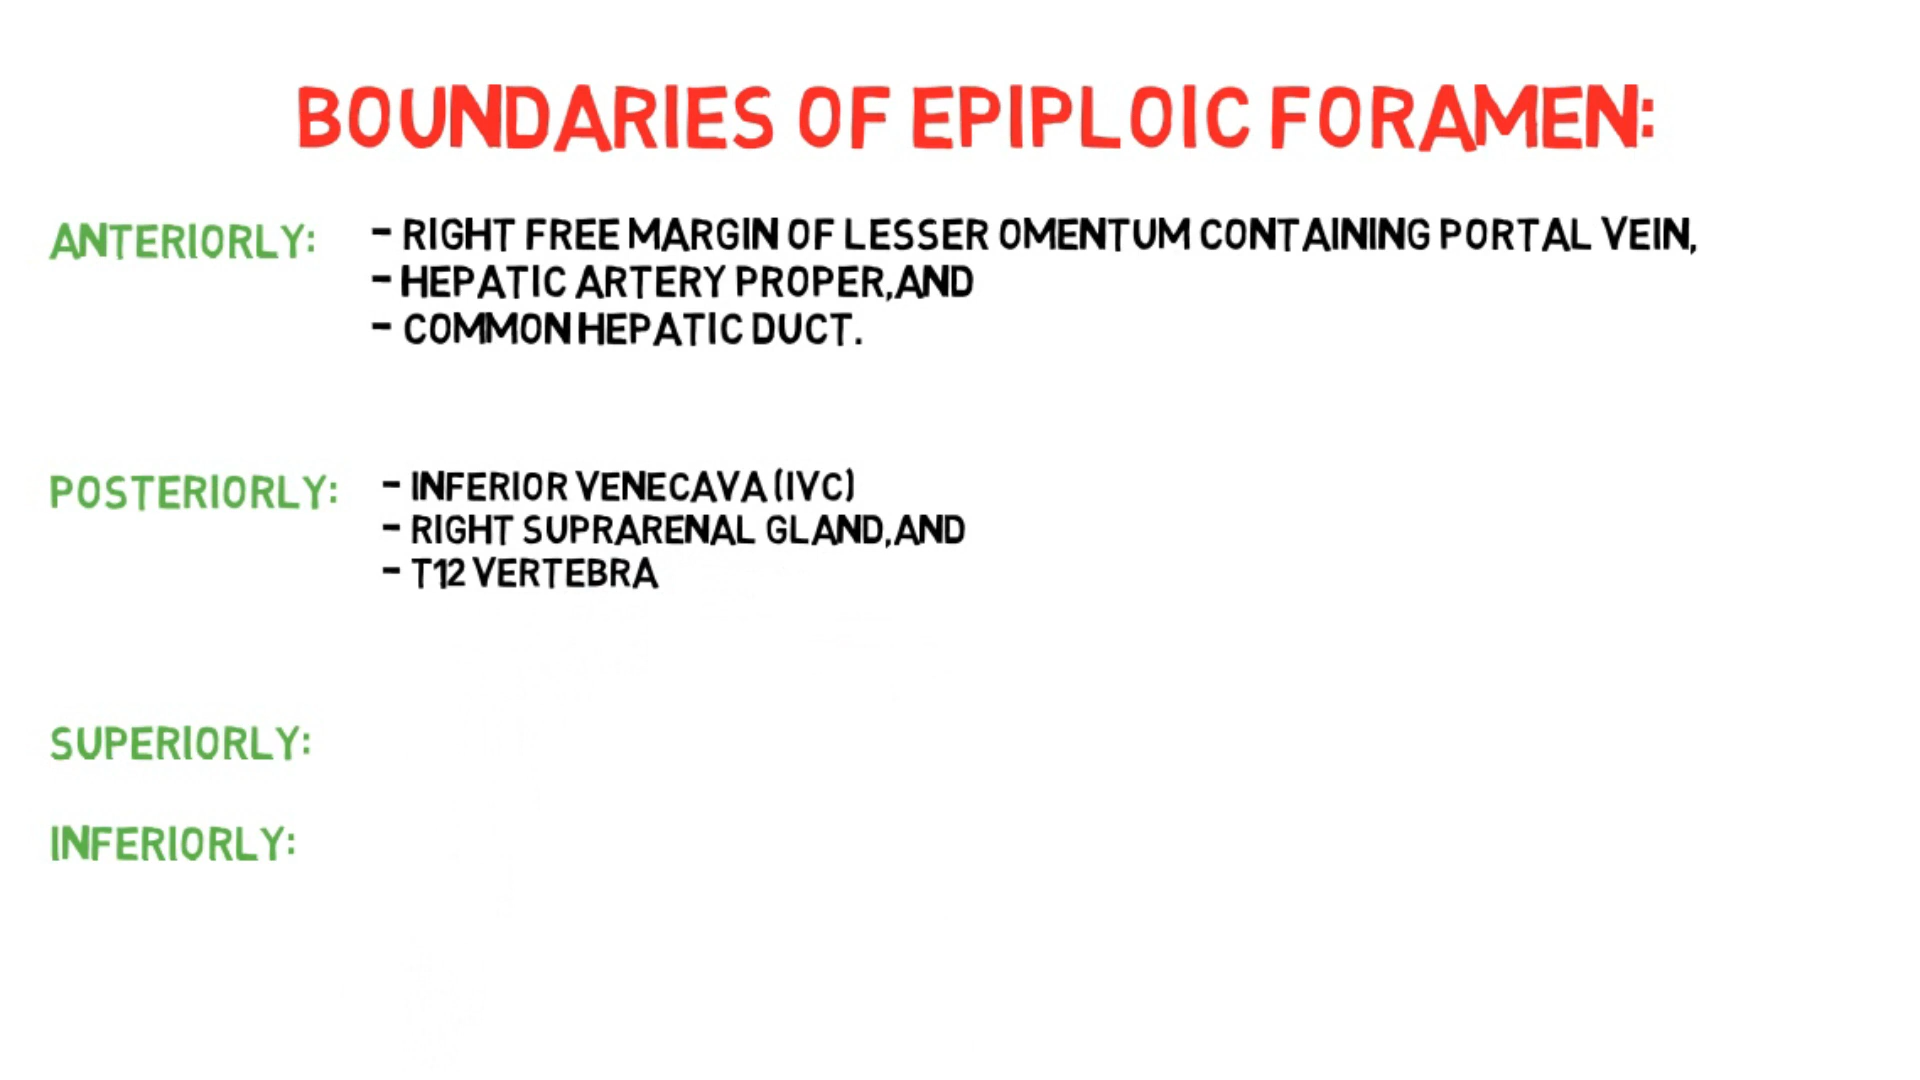 BOUNDARIES OF EPIPLOIC FORAMEN:
ANTERIORLY: - RIGHT FREE MARGIN OF LESSER OMENTUM CONTAINING PORTAL VEIN,
- HEPATIC ARTERY PROPER,AND
- COMMON HEPATIC DUCT.
POSTERIORLY: - INFERIOR VENECAVA (IVC)
- RIGHT SUPRARENAL GLAND,AND
- T12 VERTEBRA
SUPERIORLY:
INFERIORLY: